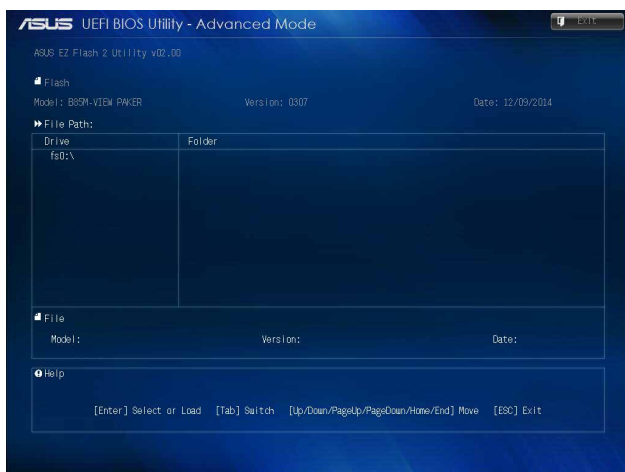 ASUS UEFI BIOS Utility - Advanced Mode
Exit
ASUS EZ Flash 2 Utility v02.00
Flash
Model: B85M-VIEW PAKER Version: 0307 Date: 12/09/2014
File Path:
Drive Folder
fs0:\
File
Model: Version: Date:
Help
[Enter] Select or Load [Tab] Switch [Up/Down/PageUp/PageDown/Home/End] Move [ESC] Exit